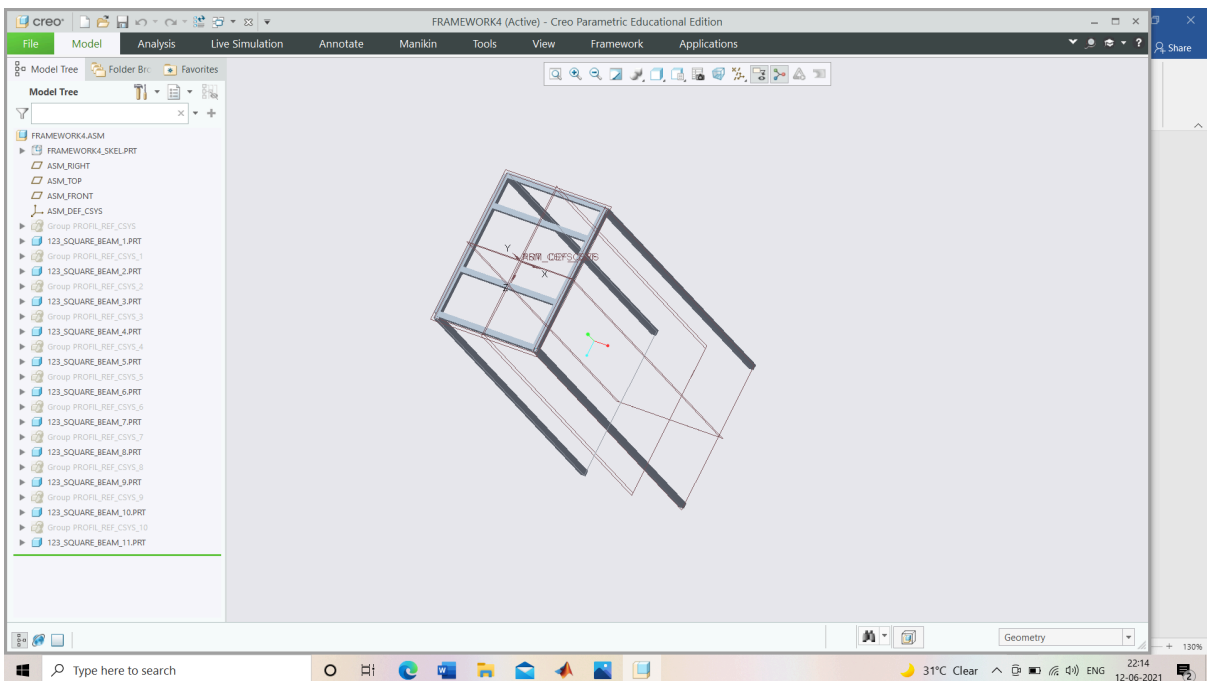 creo FRAMEWORK4 (Active) - Creo Parametric Educational Edition
File Model Analysis Live Simulation Annotate Manikin Tools View Framework Applications ? Share
Model Tree Folder Bro Favorites
Model Tree
FRAMEWORK4.ASM
FRAMEWORK4_SKEL.PRT
ASM_RIGHT
ASM_TOP
ASM_FRONT
ASM_DEF_CSYS
Group PROFIL_REF_CSYS
123_SQUARE_BEAM_1.PRT
Group PROFIL_REF_CSYS_1
123_SQUARE_BEAM_2.PRT
Group PROFIL_REF_CSYS_2
123_SQUARE_BEAM_3.PRT
Group PROFIL_REF_CSYS_3
123_SQUARE_BEAM_4.PRT
Group PROFIL_REF_CSYS_4
123_SQUARE_BEAM_5.PRT
Group PROFIL_REF_CSYS_5
123_SQUARE_BEAM_6.PRT
Group PROFIL_REF_CSYS_6
123_SQUARE_BEAM_7.PRT
Group PROFIL_REF_CSYS_7
123_SQUARE_BEAM_8.PRT
Group PROFIL_REF_CSYS_8
123_SQUARE_BEAM_9.PRT
Group PROFIL_REF_CSYS_9
123_SQUARE_BEAM_10.PRT
Group PROFIL_REF_CSYS_10
123_SQUARE_BEAM_11.PRT
Y
X
Z
Geometry
130%
Type here to search 31°C Clear ENG 22:14
12-06-2021 2